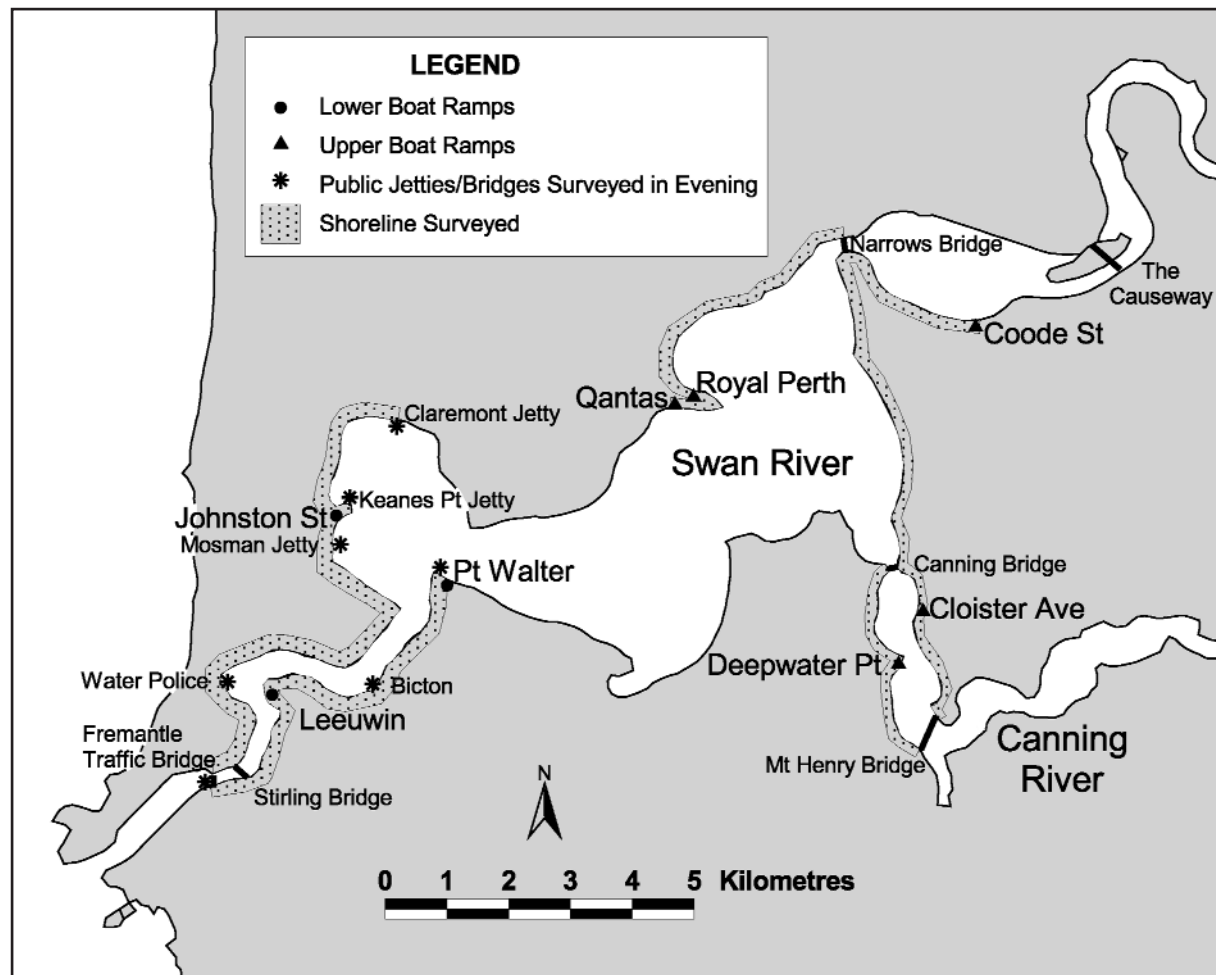 LEGEND
Lower Boat Ramps
Upper Boat Ramps
Public Jetties/Bridges Surveyed in Evening
Shoreline Surveyed
Narrows Bridge
The
Causeway
Coode St
Royal Perth
Qantas
Claremont Jetty
Swan River
Keanes Pt Jetty
Johnston St
Mosman Jetty
Pt Walter
Canning Bridge
Cloister Ave
Deepwater Pt
Water Police
Bicton
Leeuwin
Fremantle
Traffic Bridge
Canning
River
Mt Henry Bridge
Stirling Bridge
N
0 1 2 3 4 5 Kilometres